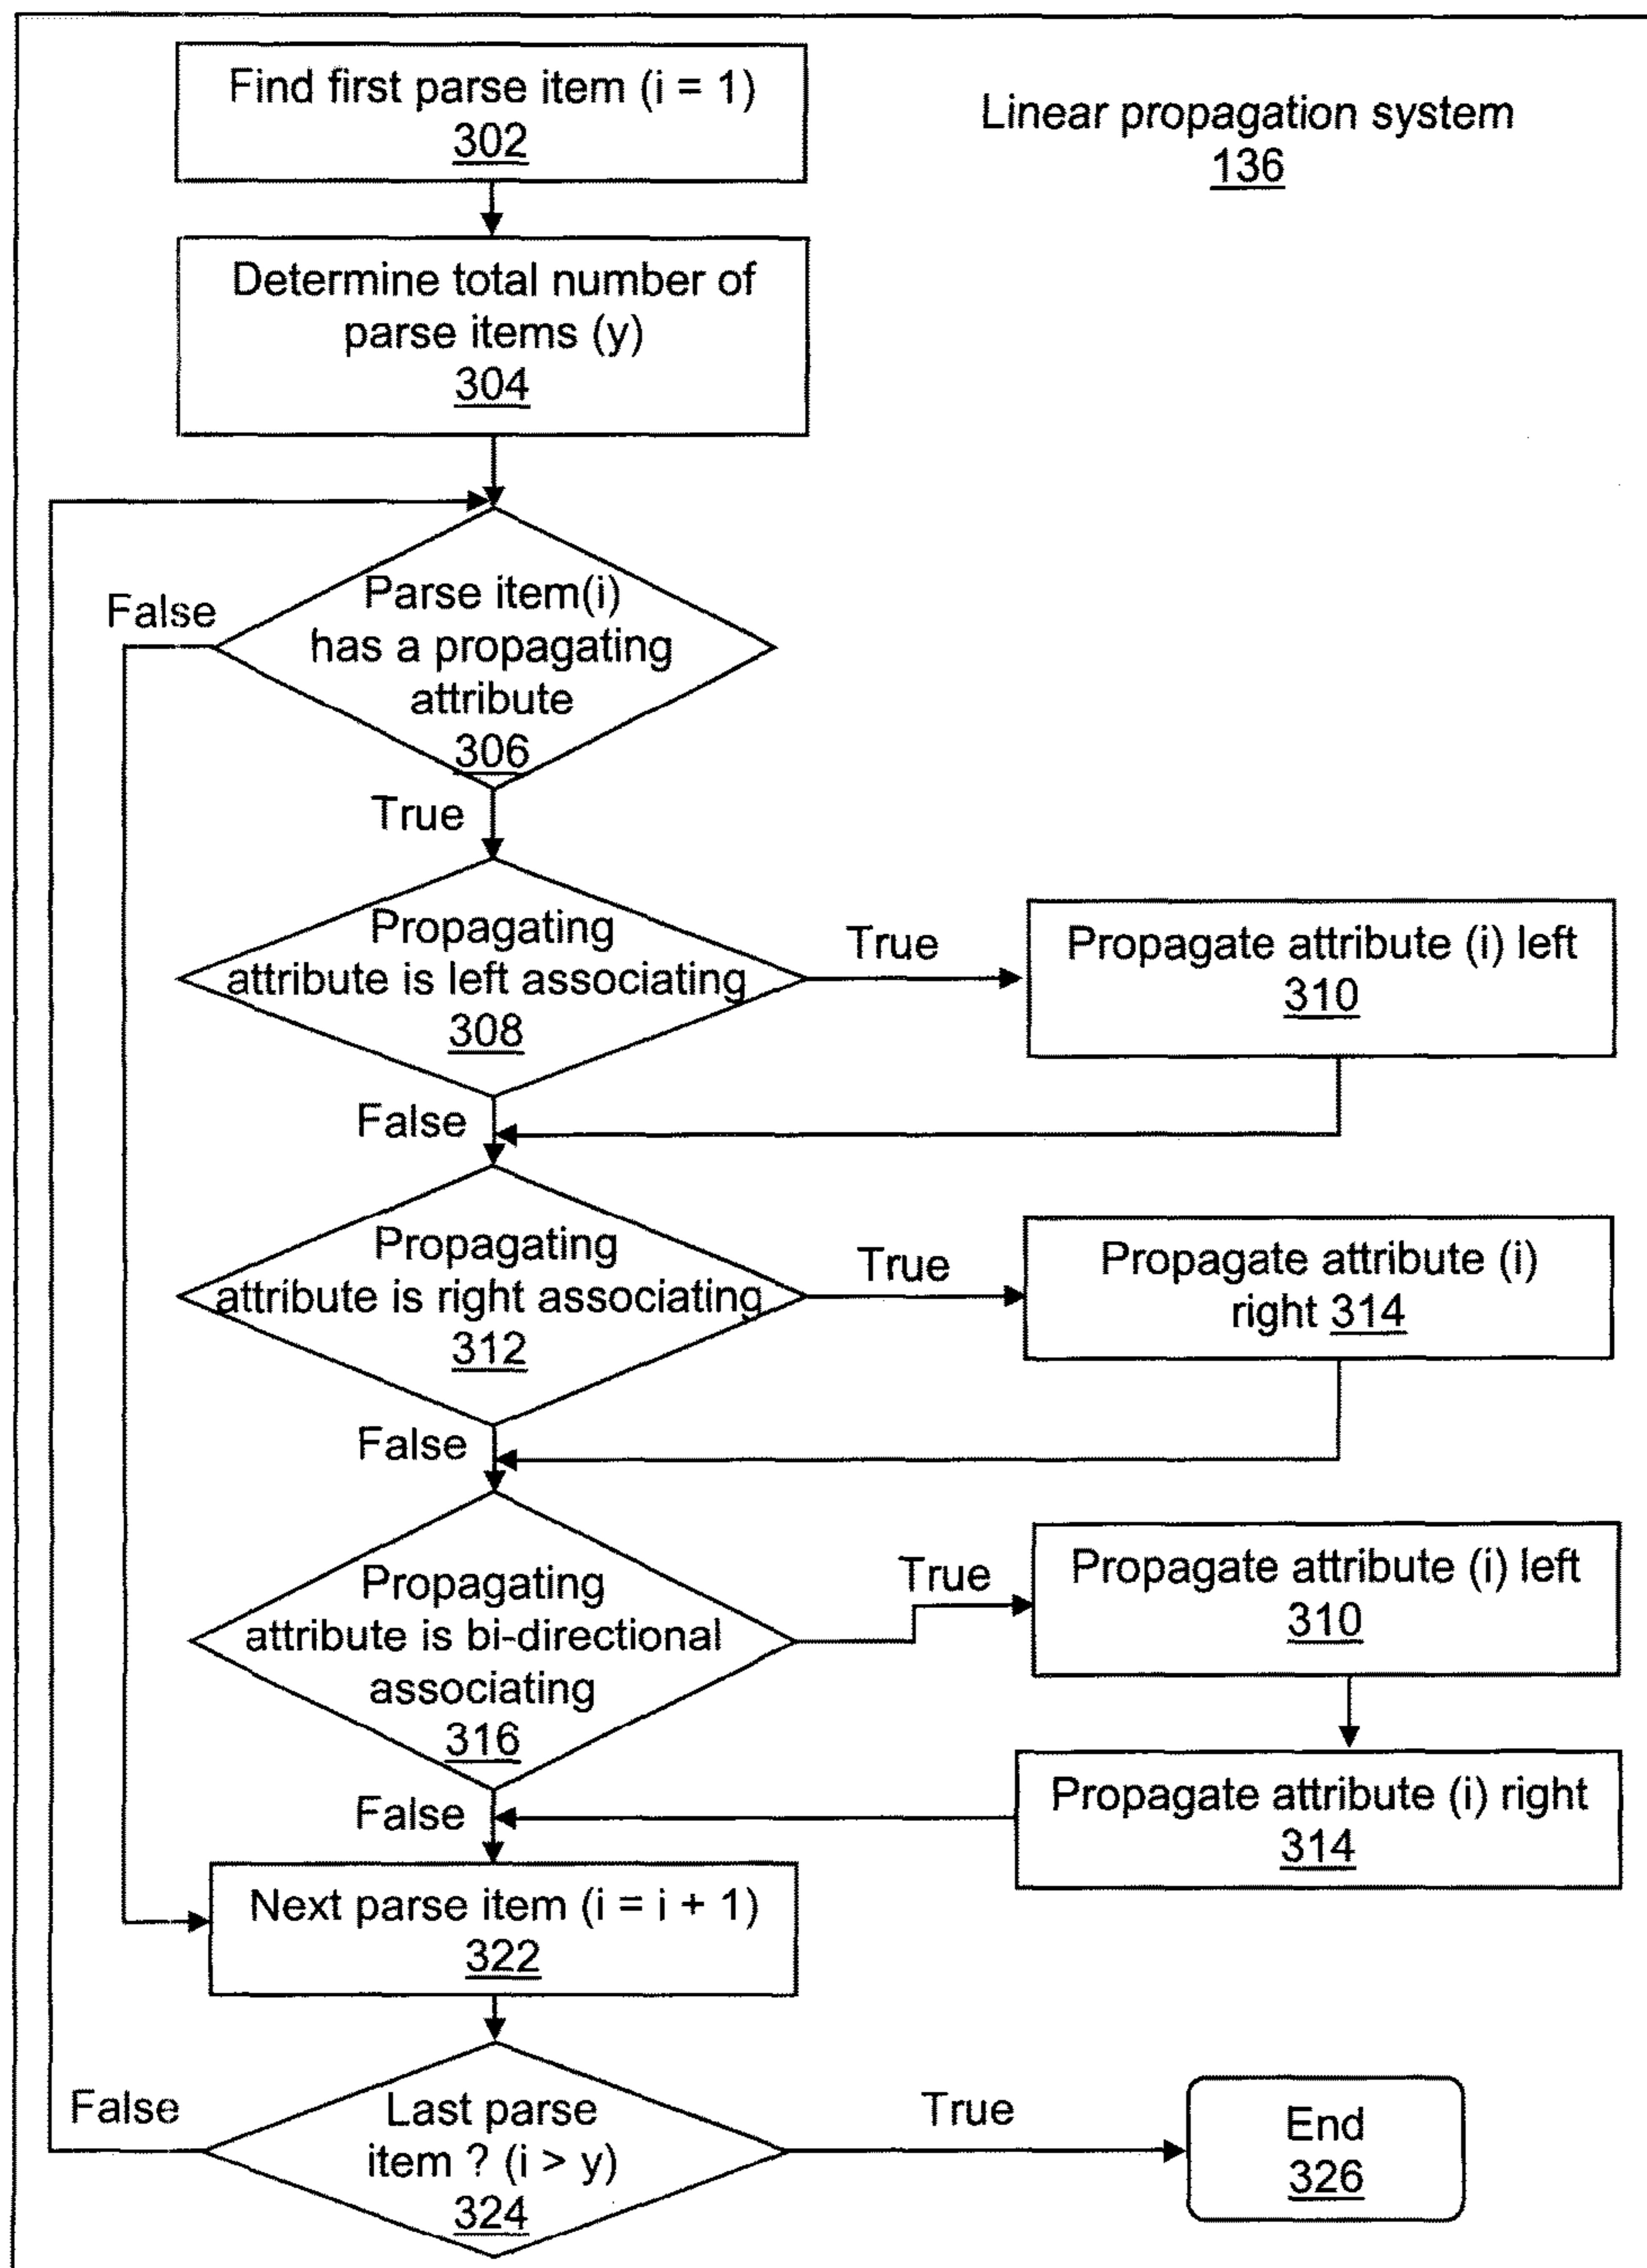 Find first parse item (i = 1)
302
Linear propagation system
136
Determine total number of
parse items (y)
304
False
Parse item(i)
has a propagating
attribute
306
True
Propagating
attribute is left associating
308
True
Propagate attribute (i) left
310
False
Propagating
attribute is right associating
312
True
Propagate attribute (i)
right 314
False
Propagating
attribute is bi-directional
associating
316
True
Propagate attribute (i) left
310
Propagate attribute (i) right
314
False
Next parse item (i = i + 1)
322
False
Last parse
item ? (i > y)
324
True
End
326